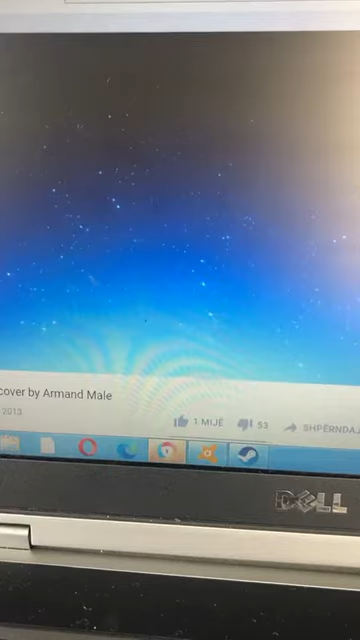 cover by Armand Male
2013
1 MIJË
53
SHPËRNDAJ
DELL